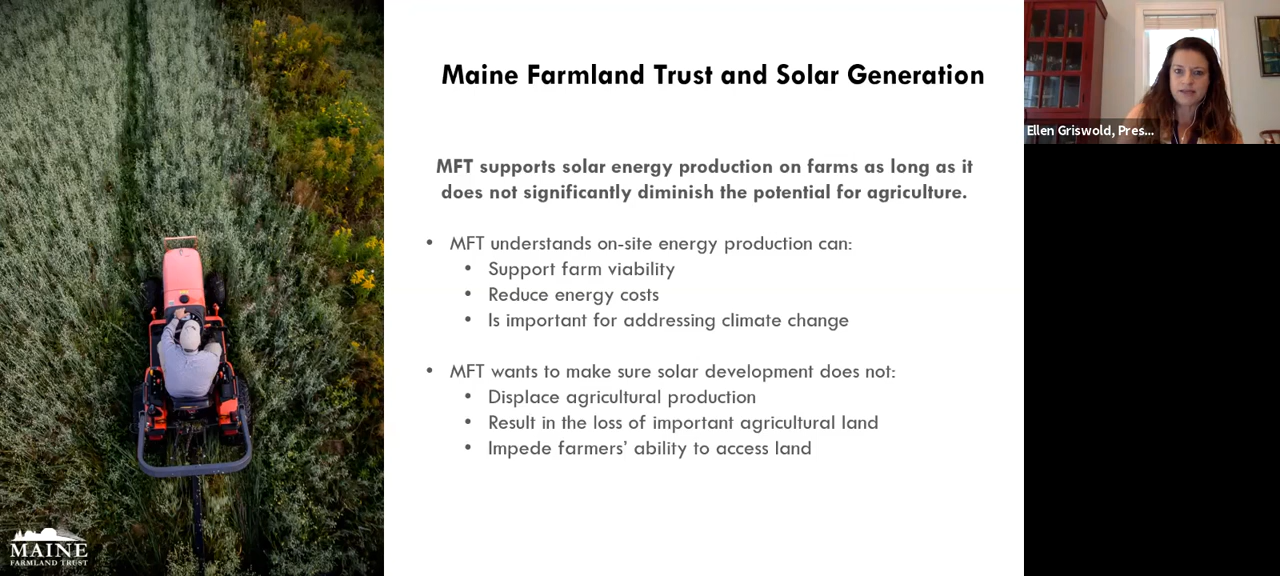 Maine Farmland Trust and Solar Generation
MFT supports solar energy production on farms as long as it
does not significantly diminish the potential for agriculture.
• MFT understands on-site energy production can:
• Support farm viability
• Reduce energy costs
• Is important for addressing climate change
• MFT wants to make sure solar development does not:
• Displace agricultural production
• Result in the loss of important agricultural land
• Impede farmers’ ability to access land
MAINE
FARMLAND TRUST
Ellen Griswold, Pres...